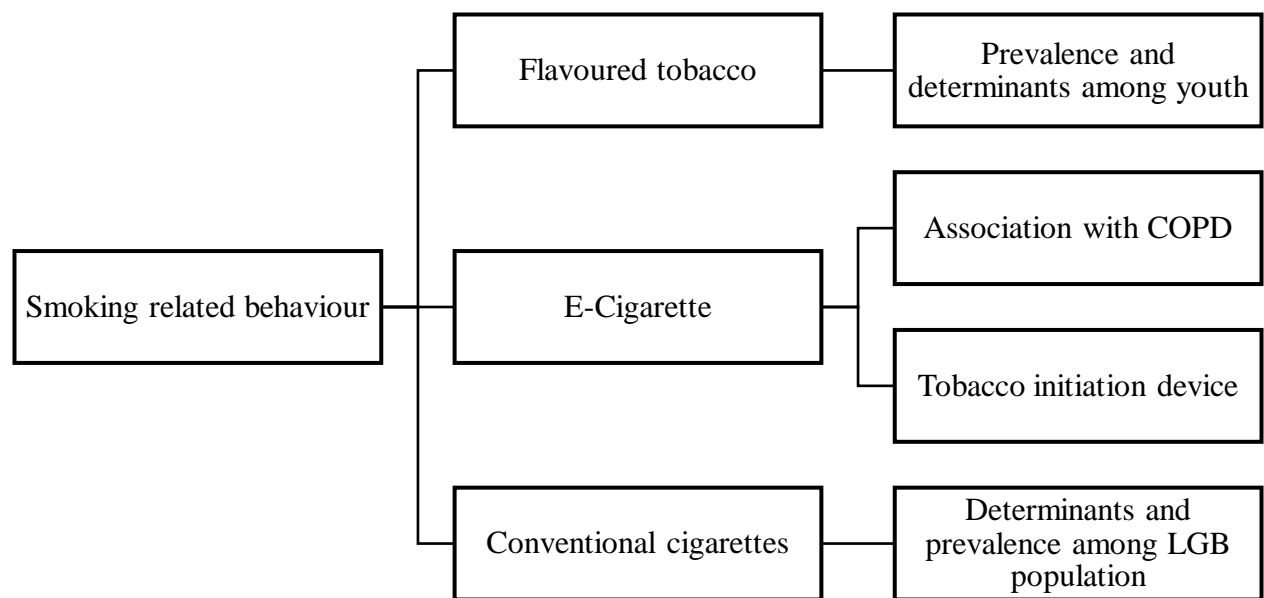 Flavoured tobacco
Prevalence and
determinants among youth
Association with COPD
Smoking related behaviour
E-Cigarette
Tobacco initiation device
Conventional cigarettes
Determinants and
prevalence among LGB
population